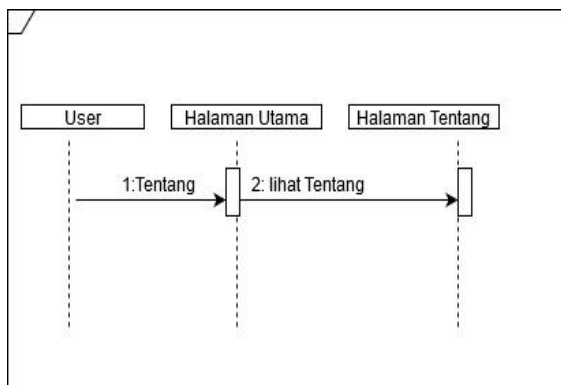 User
Halaman Utama
Halaman Tentang
1:Tentang
2: lihat Tentang